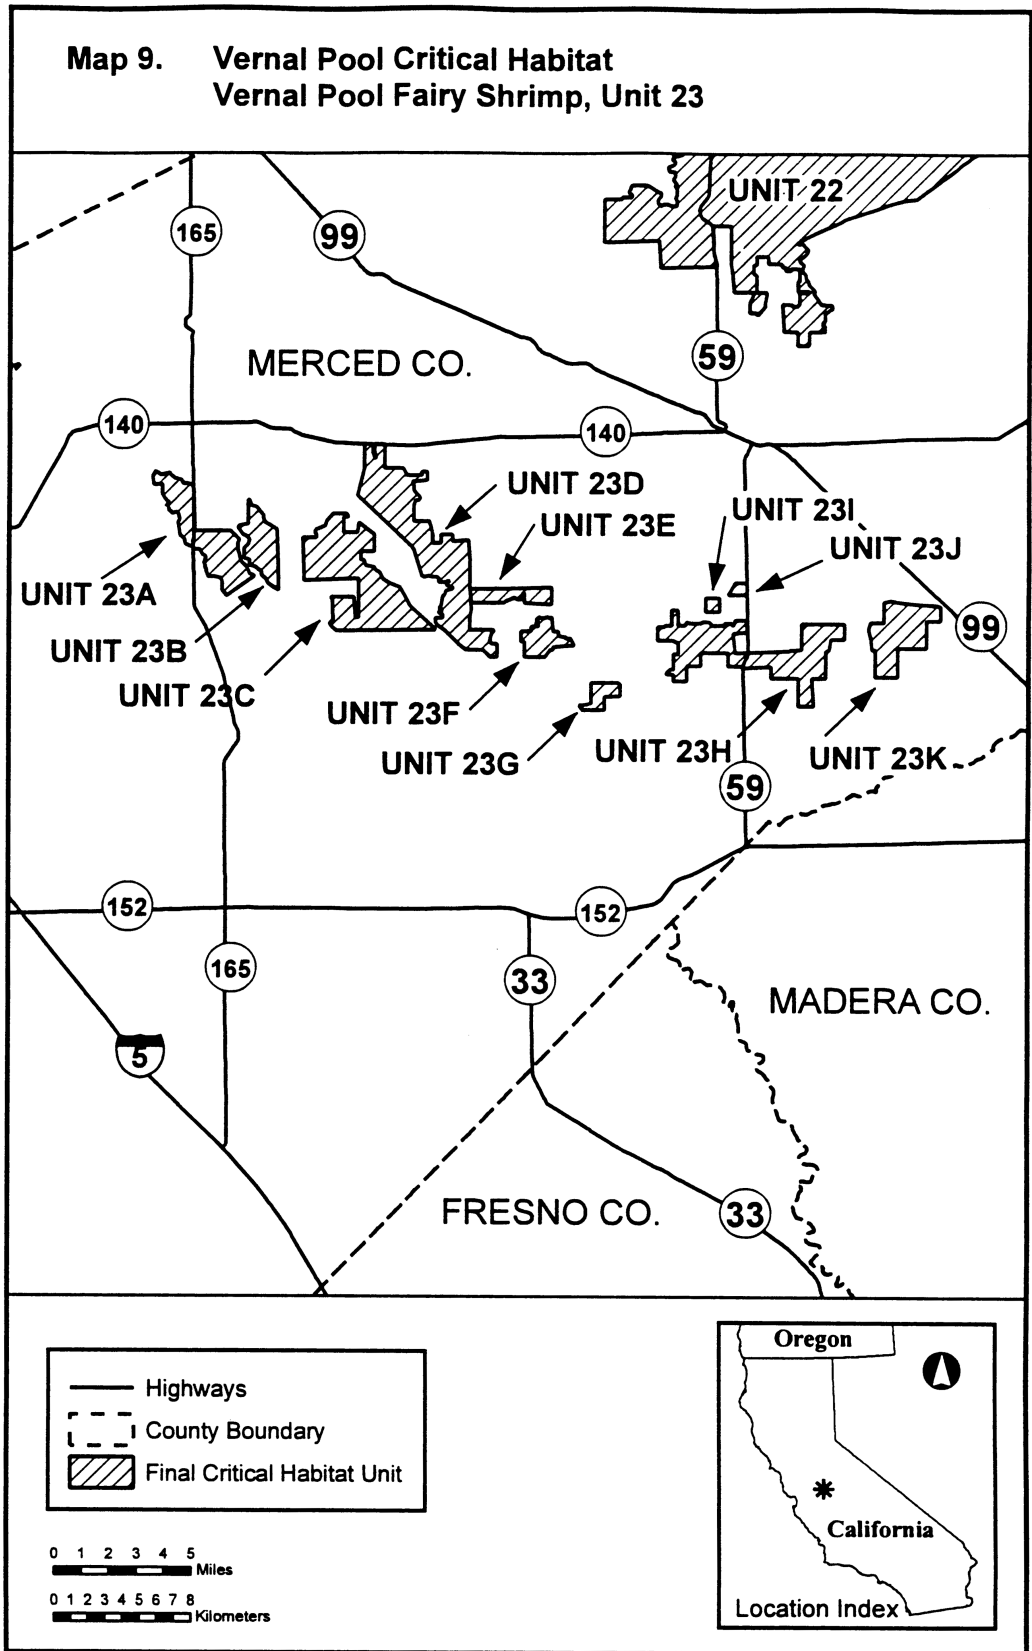 Map 9. Vernal Pool Critical Habitat
Vernal Pool Fairy Shrimp, Unit 23
UNIT 22
165
99
59
MERCED CO.
140
140
UNIT 23D
UNIT 23I
UNIT 23E
UNIT 23J
UNIT 23A
99
UNIT 23B
UNIT 23C
UNIT 23F
UNIT 23H
UNIT 23G
UNIT 23K
59
152
152
165
33
MADERA CO.
5
FRESNO CO.
33
Highways
County Boundary
Final Critical Habitat Unit
0 1 2 3 4 5
Miles
0 1 2 3 4 5 6 7 8
Kilometers
Oregon
California
Location Index